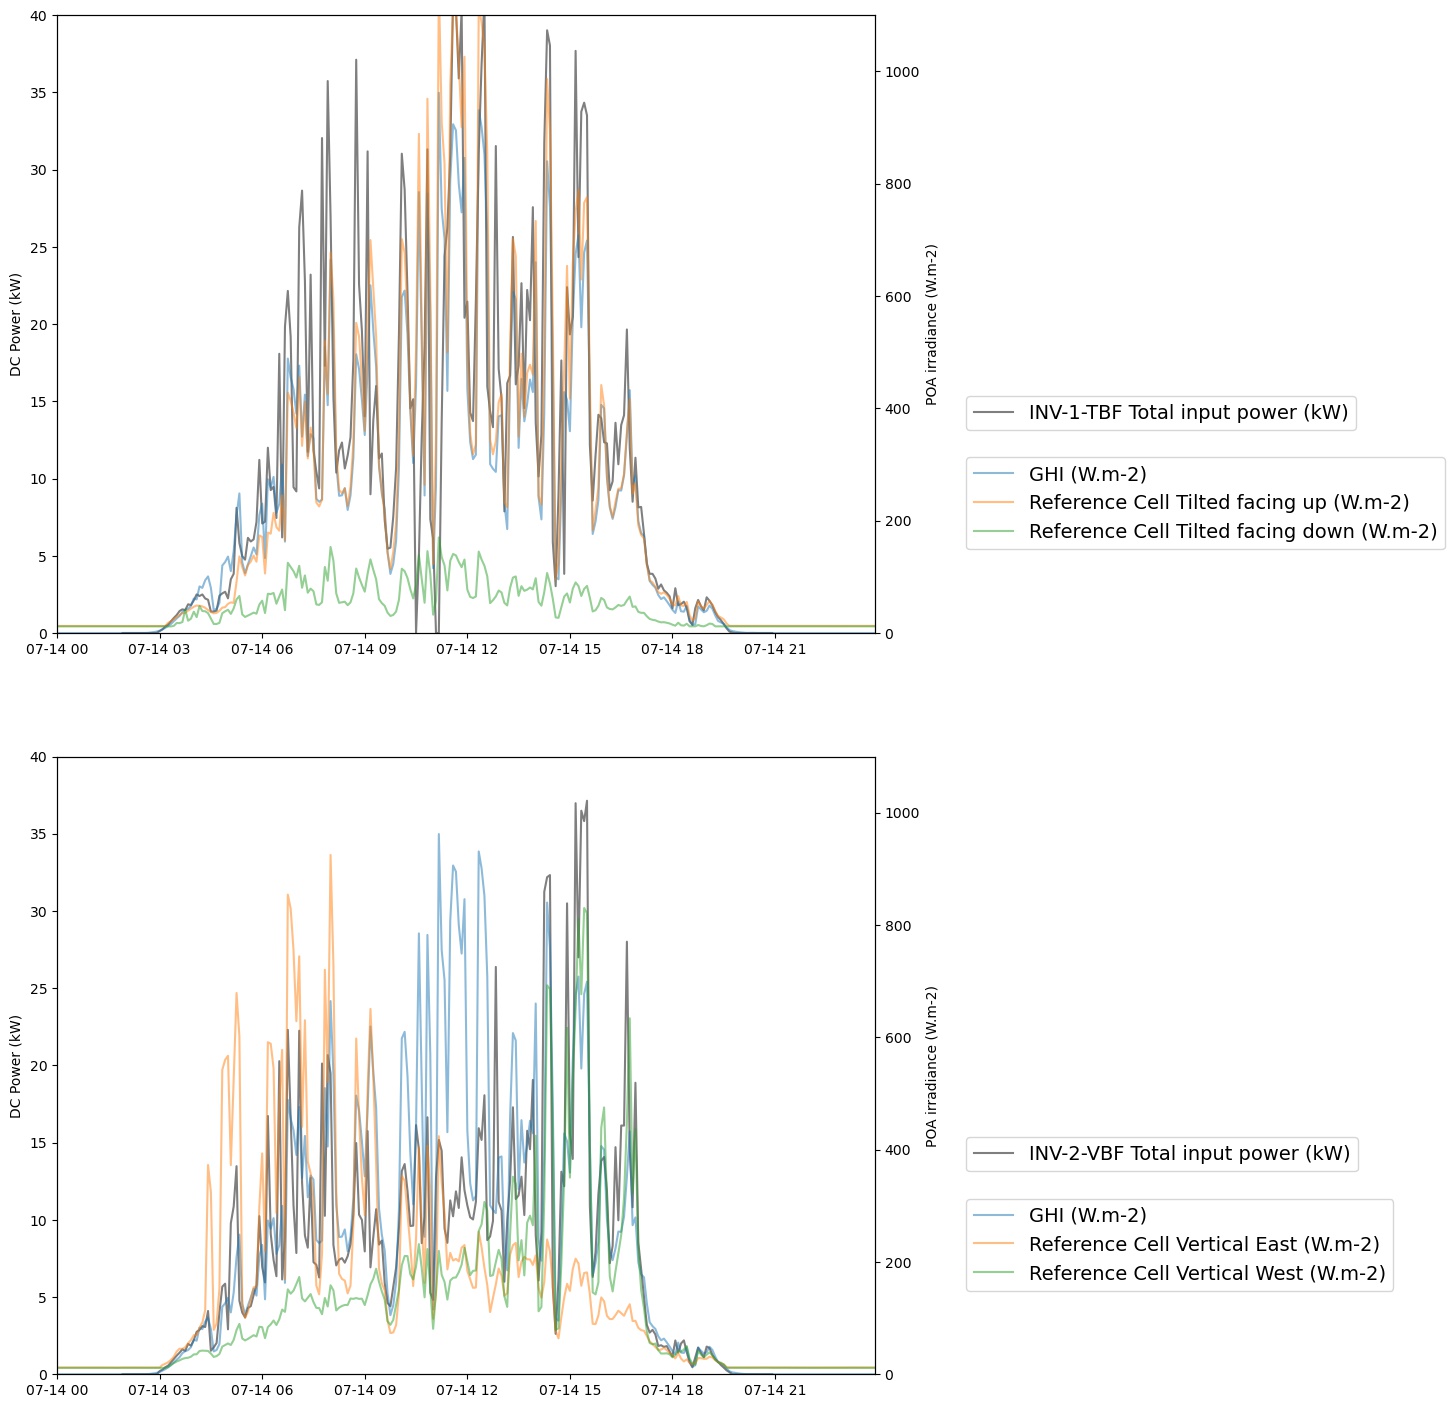 40
35
30
25
20
15
10
5
0
DC Power (kW)
1000
800
600
400
200
0
POA irradiance (W.m-2)
07-14 00 07-14 03 07-14 06 07-14 09 07-14 12 07-14 15 07-14 18 07-14 21
INV-1-TBF Total input power (kW)
GHI (W.m-2)
Reference Cell Tilted facing up (W.m-2)
Reference Cell Tilted facing down (W.m-2)
40
35
30
25
20
15
10
5
0
DC Power (kW)
1000
800
600
400
200
0
POA irradiance (W.m-2)
07-14 00 07-14 03 07-14 06 07-14 09 07-14 12 07-14 15 07-14 18 07-14 21
INV-2-VBF Total input power (kW)
GHI (W.m-2)
Reference Cell Vertical East (W.m-2)
Reference Cell Vertical West (W.m-2)